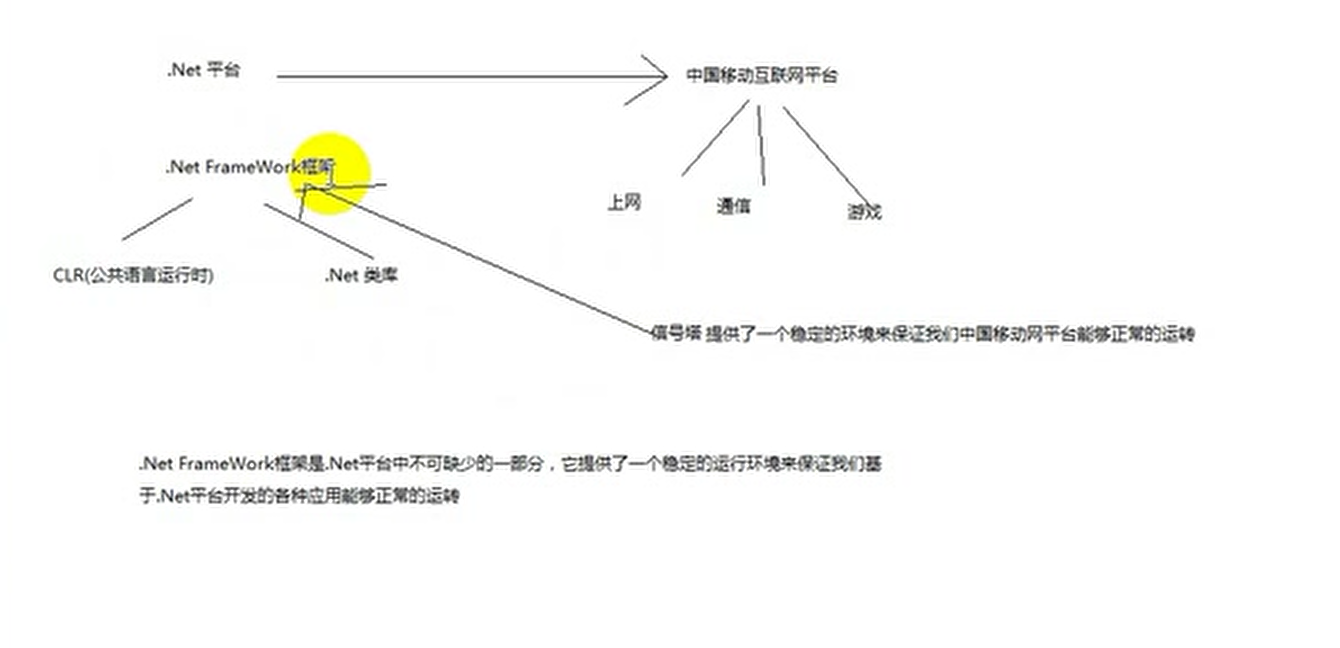 .Net 平台
中国移动互联网平台
.Net FrameWork框架
上网
通信
游戏
CLR(公共语言运行时)
.Net 类库
信号塔 提供了一个稳定的环境来保证我们中国移动网平台能够正常的运转
.Net FrameWork框架是.Net平台中不可缺少的一部分，它提供了一个稳定的运行环境来保证我们基
于.Net平台开发的各种应用能够正常的运转